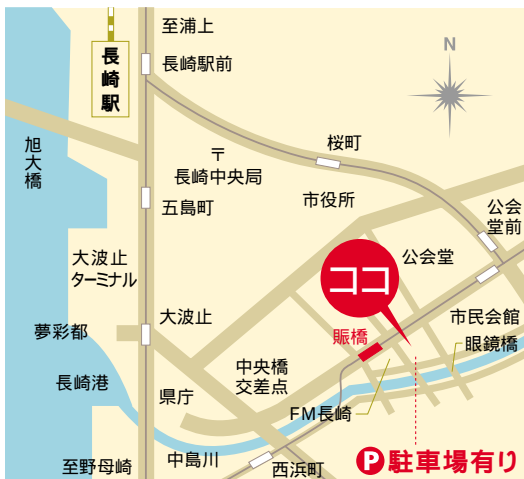 至浦上
長崎駅
長崎駅前
N
旭大橋
桜町
〒
長崎中央局
市役所
五島町
公会
堂前
大波止
ターミナル
公会堂
ココ
夢彩都
大波止
賑橋
市民会館
眼鏡橋
中央橋
交差点
長崎港
県庁
FM長崎
至野母崎
中島川
西浜町
P駐車場有り